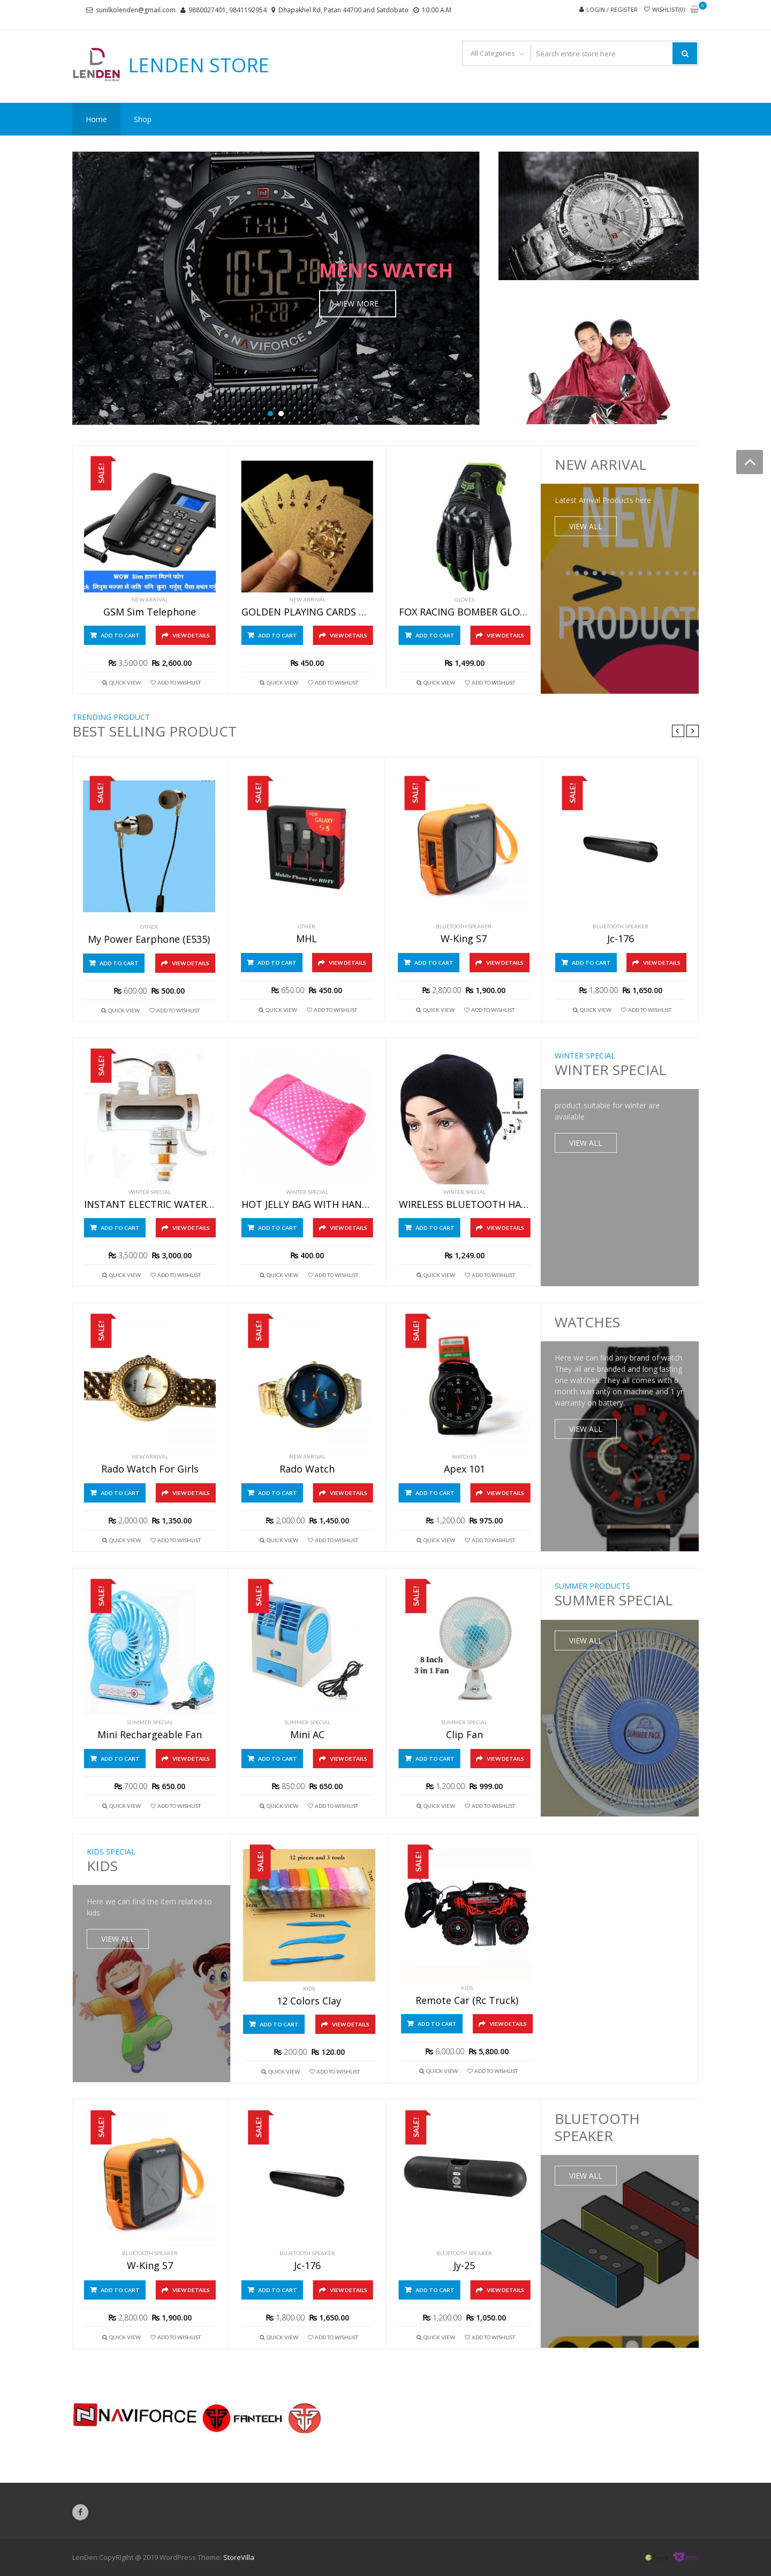 sunilkolenden@gmail.com 9880027401, 9841192954 Dhapakhel Rd, Patan 44700 and Satdobato 10:00 A.M
LOGIN / REGISTER WISHLIST(0) 0
LENDEN
LENDEN STORE
All Categories Search entire store here
Home Shop
THU
10:28 52
12-28
NAVIFORCE
MEN'S WATCH
VIEW MORE
SALE!
WOW Sim हाल्न मिल्ने फोन
NEW ARRIVAL
GSM Sim Telephone
ADD TO CART VIEW DETAILS
₨ 3,500.00 ₨ 2,600.00
QUICK VIEW ADD TO WISHLIST
NEW ARRIVAL
GOLDEN PLAYING CARDS ...
ADD TO CART VIEW DETAILS
₨ 450.00
QUICK VIEW ADD TO WISHLIST
GLOVES
FOX RACING BOMBER GLO...
ADD TO CART VIEW DETAILS
₨ 1,499.00
QUICK VIEW ADD TO WISHLIST
NEW ARRIVAL
Latest Arrival Products here
VIEW ALL
NEW
PRODUCTS
TRENDING PRODUCT
BEST SELLING PRODUCT
SALE!
OTHER
My Power Earphone (E535)
ADD TO CART VIEW DETAILS
₨ 600.00 ₨ 500.00
QUICK VIEW ADD TO WISHLIST
SALE!
FOR
GALAXY
S-5
Mobile Phone For HDTV
OTHER
MHL
ADD TO CART VIEW DETAILS
₨ 650.00 ₨ 450.00
QUICK VIEW ADD TO WISHLIST
SALE!
BLUETOOTH SPEAKER
W-King S7
ADD TO CART VIEW DETAILS
₨ 2,800.00 ₨ 1,900.00
QUICK VIEW ADD TO WISHLIST
SALE!
BLUETOOTH SPEAKER
Jc-176
ADD TO CART VIEW DETAILS
₨ 1,800.00 ₨ 1,650.00
QUICK VIEW ADD TO WISHLIST
SALE!
WINTER SPECIAL
INSTANT ELECTRIC WATER...
ADD TO CART VIEW DETAILS
₨ 3,500.00 ₨ 3,000.00
QUICK VIEW ADD TO WISHLIST
WINTER SPECIAL
HOT JELLY BAG WITH HAN...
ADD TO CART VIEW DETAILS
₨ 400.00
QUICK VIEW ADD TO WISHLIST
Bluetooth
WINTER SPECIAL
WIRELESS BLUETOOTH HA...
ADD TO CART VIEW DETAILS
₨ 1,249.00
QUICK VIEW ADD TO WISHLIST
WINTER SPECIAL
WINTER SPECIAL
product suitable for winter are
available
VIEW ALL
SALE!
NEW ARRIVAL
Rado Watch For Girls
ADD TO CART VIEW DETAILS
₨ 2,000.00 ₨ 1,350.00
QUICK VIEW ADD TO WISHLIST
SALE!
NEW ARRIVAL
Rado Watch
ADD TO CART VIEW DETAILS
₨ 2,000.00 ₨ 1,450.00
QUICK VIEW ADD TO WISHLIST
SALE!
WATCHES
Apex 101
ADD TO CART VIEW DETAILS
₨ 1,200.00 ₨ 975.00
QUICK VIEW ADD TO WISHLIST
WATCHES
Here we can find any brand of watch.
They all are branded and long lasting
one watches. They all comes with 6
month warranty on machine and 1 yr
warranty on battery.
VIEW ALL
SALE!
SUMMER SPECIAL
Mini Rechargeable Fan
ADD TO CART VIEW DETAILS
₨ 700.00 ₨ 650.00
QUICK VIEW ADD TO WISHLIST
SALE!
SUMMER SPECIAL
Mini AC
ADD TO CART VIEW DETAILS
₨ 850.00 ₨ 650.00
QUICK VIEW ADD TO WISHLIST
SALE!
8 Inch
3 in 1 Fan
SUMMER SPECIAL
Clip Fan
ADD TO CART VIEW DETAILS
₨ 1,200.00 ₨ 999.00
QUICK VIEW ADD TO WISHLIST
SUMMER PRODUCTS
SUMMER SPECIAL
VIEW ALL
SUMMER PACK
KIDS SPECIAL
KIDS
Here we can find the item related to
kids
VIEW ALL
SALE!
12 pieces and 3 tools
25cm
KIDS
12 Colors Clay
ADD TO CART VIEW DETAILS
₨ 200.00 ₨ 120.00
QUICK VIEW ADD TO WISHLIST
SALE!
KIDS
Remote Car (Rc Truck)
ADD TO CART VIEW DETAILS
₨ 6,000.00 ₨ 5,800.00
QUICK VIEW ADD TO WISHLIST
SALE!
BLUETOOTH SPEAKER
W-King S7
ADD TO CART VIEW DETAILS
₨ 2,800.00 ₨ 1,900.00
QUICK VIEW ADD TO WISHLIST
SALE!
BLUETOOTH SPEAKER
Jc-176
ADD TO CART VIEW DETAILS
₨ 1,800.00 ₨ 1,650.00
QUICK VIEW ADD TO WISHLIST
SALE!
BLUETOOTH SPEAKER
Jy-25
ADD TO CART VIEW DETAILS
₨ 1,200.00 ₨ 1,050.00
QUICK VIEW ADD TO WISHLIST
BLUETOOTH
SPEAKER
VIEW ALL
NAVIFORCE FANTECH
LenDen CopyRigiht @ 2019 WordPress Theme: StoreVilla